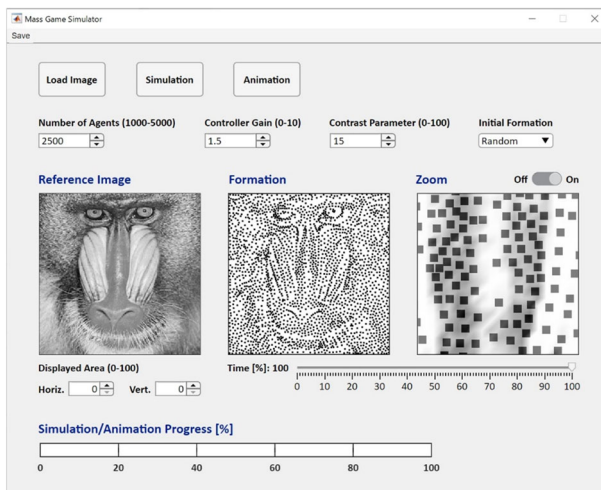 Mass Game Simulator
Save
Load Image Simulation Animation
Number of Agents (1000-5000) Controller Gain (0-10) Contrast Parameter (0-100) Initial Formation
2500 1.5 15 Random
Reference Image Formation Zoom Off On
Displayed Area (0-100) Time [%]: 100
Horiz. 0 Vert. 0
0 10 20 30 40 50 60 70 80 90 100
Simulation/Animation Progress [%]
0 20 40 60 80 100